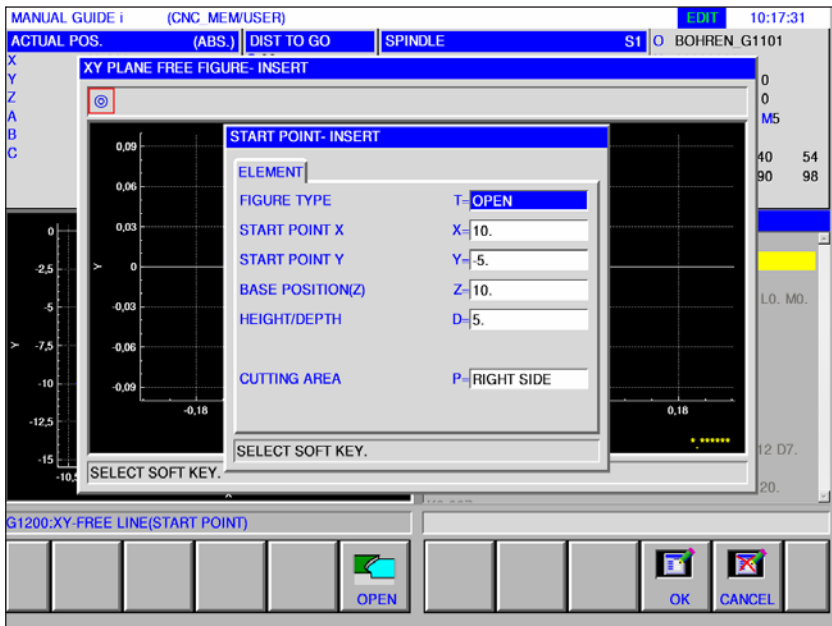 MANUAL GUIDE i (CNC_MEM/USER) EDIT 10:17:31
ACTUAL POS. (ABS.) DIST TO GO SPINDLE S1 O BOHREN_G1101
X
Y
Z
A
B
C
0
0
M5
40 54
90 98
XY PLANE FREE FIGURE- INSERT
0,09
0,06
0,03
0
-0,03
-0,06
-0,09
Y
-0,18
0,18
*.******
START POINT- INSERT
ELEMENT
FIGURE TYPE T=OPEN
START POINT X X=10.
START POINT Y Y=-5.
BASE POSITION(Z) Z=10.
HEIGHT/DEPTH D=5.
CUTTING AREA P=RIGHT SIDE
SELECT SOFT KEY.
SELECT SOFT KEY.
0
-2,5
-5
-7,5
-10
-12,5
-15
Y
-10,5
X
L0. M0.
12 D7.
20.
G1200:XY-FREE LINE(START POINT)
OPEN
OK
CANCEL